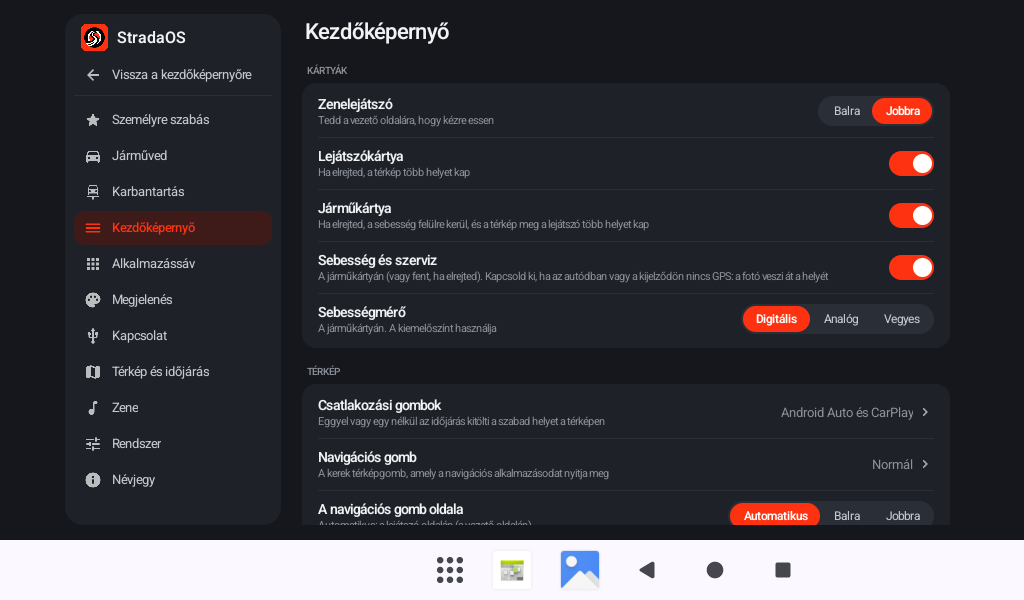 StradaOS
Vissza a kezdőképernyőre
Személyre szabás
Járműved
Karbantartás
Kezdőképernyő
Alkalmazássáv
Megjelenés
Kapcsolat
Térkép és időjárás
Zene
Rendszer
Névjegy
Kezdőképernyő
KÁRTYÁK
Zenelejátszó
Tedd a vezető oldalára, hogy kézre essen
Balra Jobbra
Lejátszókártya
Ha elrejted, a térkép több helyet kap
Járműkártya
Ha elrejted, a sebesség felülre kerül, és a térkép meg a lejátszó több helyet kap
Sebesség és szerviz
A járműkártyán (vagy fent, ha elrejted). Kapcsold ki, ha az autódban vagy a kijelződön nincs GPS: a fotó veszi át a helyét
Sebességmérő
A járműkártyán. A kiemelőszínt használja
Digitális Analóg Vegyes
TÉRKÉP
Csatlakozási gombok
Eggyel vagy egy nélkül az időjárás kitölti a szabad helyet a térképen
Android Auto és CarPlay
Navigációs gomb
A kerek térképgomb, amely a navigációs alkalmazásodat nyitja meg
Normál
A navigációs gomb oldala
Automatikus: a lejátszó oldalán (a vezető oldalán)
Automatikus Balra Jobbra